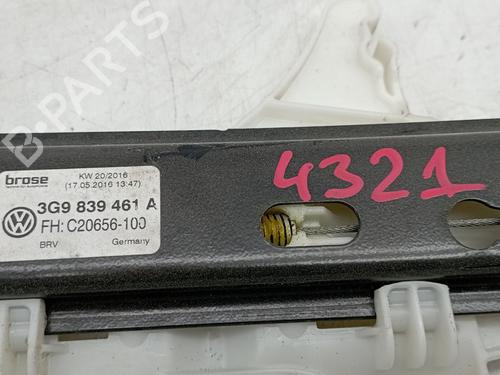 brose
KW 20/2016
(17.05.2016 13:47)
3G9 839 461 A
FH: C20656-100
BRV Germany
4321
B-PARTS